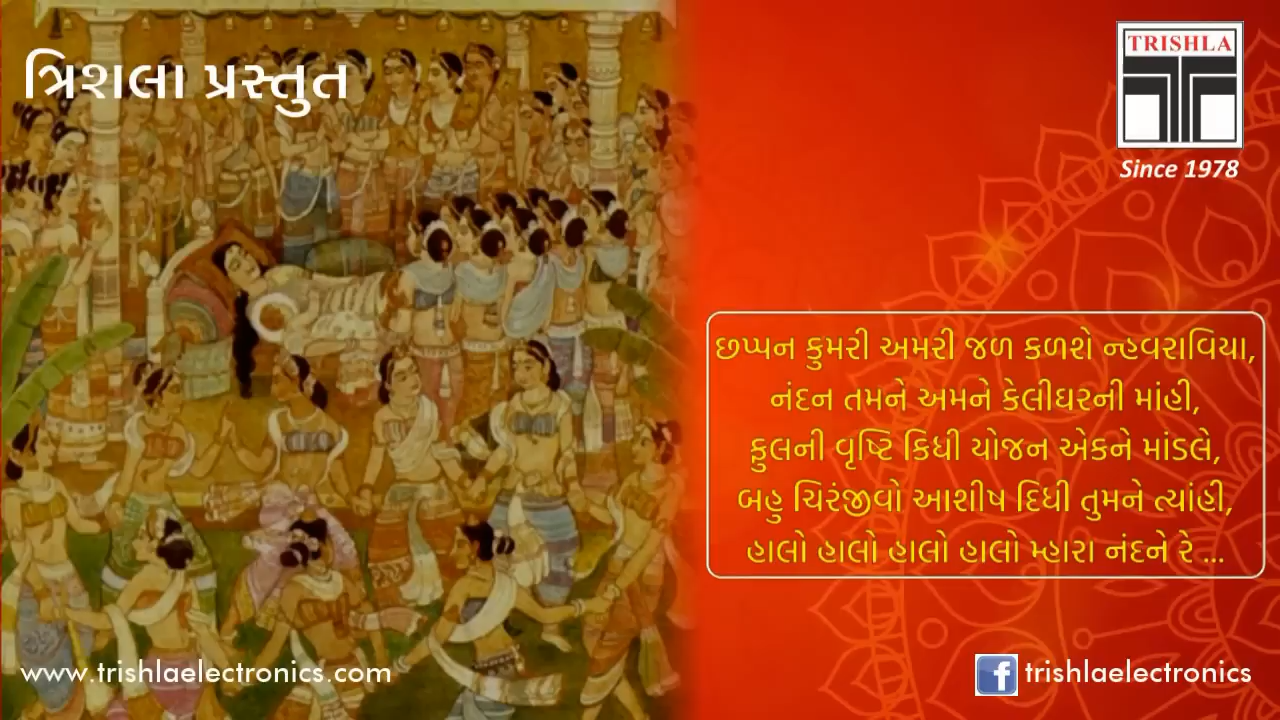 ત્રિશલા પ્રસ્તુત
TRISHLA
Since 1978
છપ્પન કુમરી અમરી જળ કળશે ન્હવરાવિયા,
નંદન તમને અમને કેલીઘરની માંહી,
ફુલની વૃષ્ટિ કિધી યોજન એકને માંડલે,
બહુ ચિરંજીવો આશીષ દિધી તુમને ત્યાંહી,
હાલો હાલો હાલો હાલો મ્હારા નંદને રે ...
www.trishlaelectronics.com
trishlaelectronics